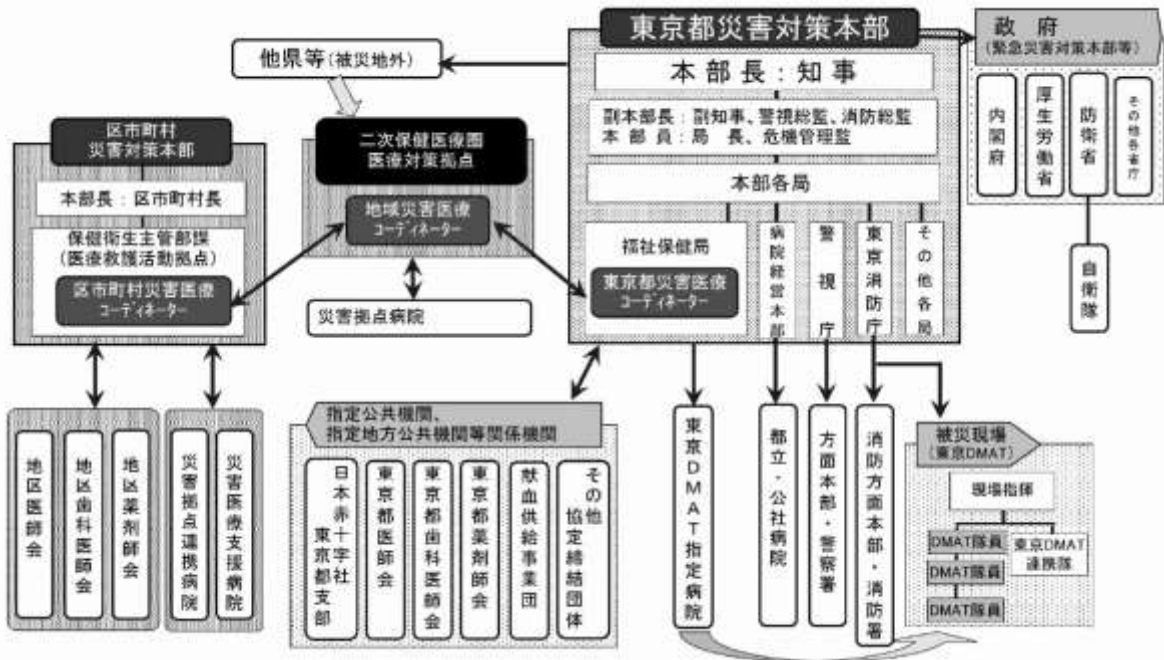 東京都災害対策本部
本部長：知事
副本部長：副知事、警視総監、消防総監
本部員：局長、危機管理監
本部各局
福祉保健局
東京都災害医療
コーディネーター
病院経営本部
警視庁
東京消防庁
その他各局
政府
(緊急災害対策本部等)
内閣府
厚生労働省
防衛省
その他各省庁
自衛隊
他県等(被災地外)
二次保健医療圏
医療対策拠点
地域災害医療
コーディネーター
災害拠点病院
区市町村
災害対策本部
本部長：区市町村長
保健衛生主管部課
(医療救護活動拠点)
区市町村災害医療
コーディネーター
地区医師会
地区歯科医師会
地区薬剤師会
災害拠点連携病院
災害医療支援病院
指定公共機関、
指定地方公共機関等関係機関
日本赤十字社
東京都支部
東京都医師会
東京都歯科医師会
東京都薬剤師会
献血供給事業団
その他
協定締結団体
東京DMAT指定病院
都立・公社病院
方面本部・警察署
消防方面本部・消防署
被災現場
(東京DMAT)
現場指揮
DMAT隊員
DMAT隊員
DMAT隊員
東京DMAT
連携隊